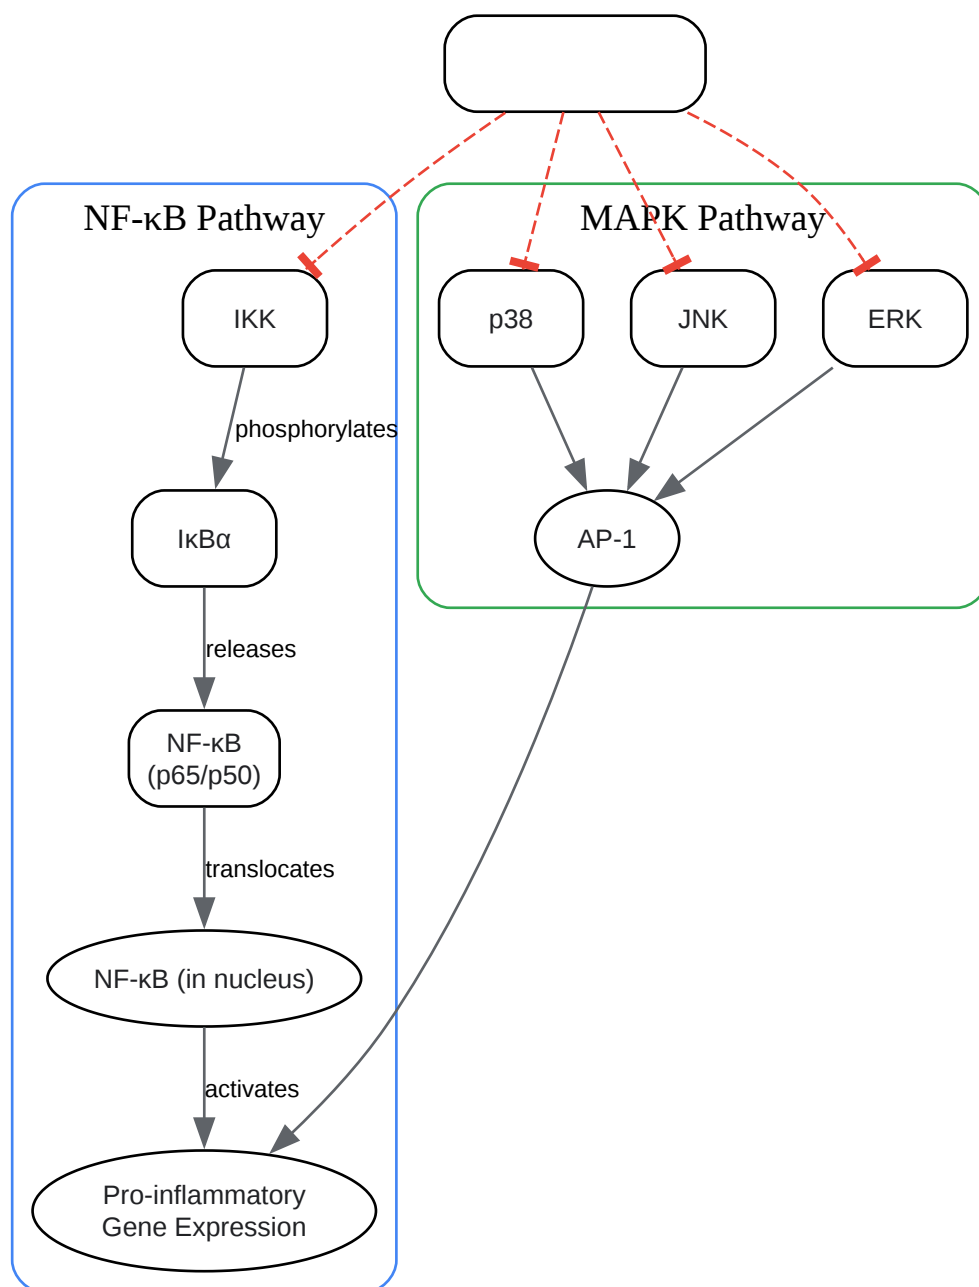 NF-κB Pathway
MAPK Pathway
IKK
p38
JNK
ERK
phosphorylates
IκBα
AP-1
releases
NF-κB
(p65/p50)
translocates
NF-κB (in nucleus)
activates
Pro-inflammatory
Gene Expression